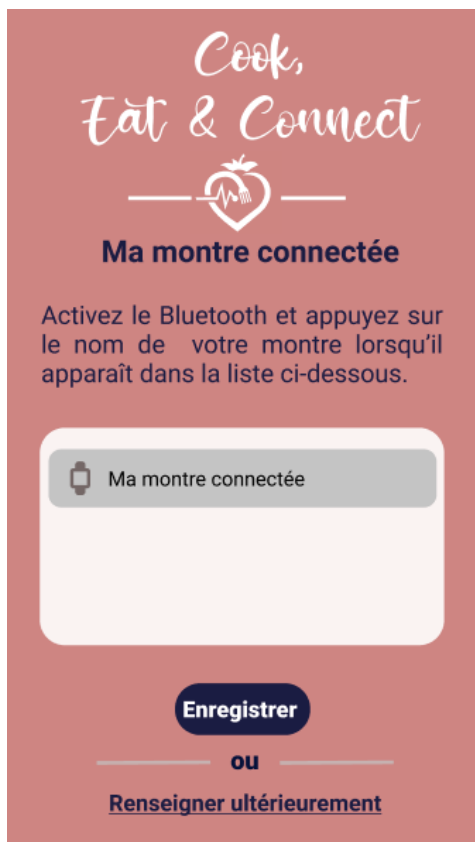 Cook,
Eat & Connect
Ma montre connectée
Activez le Bluetooth et appuyez sur
le nom de votre montre lorsqu'il
apparaît dans la liste ci-dessous.
Ma montre connectée
Enregistrer
ou
Renseigner ultérieurement